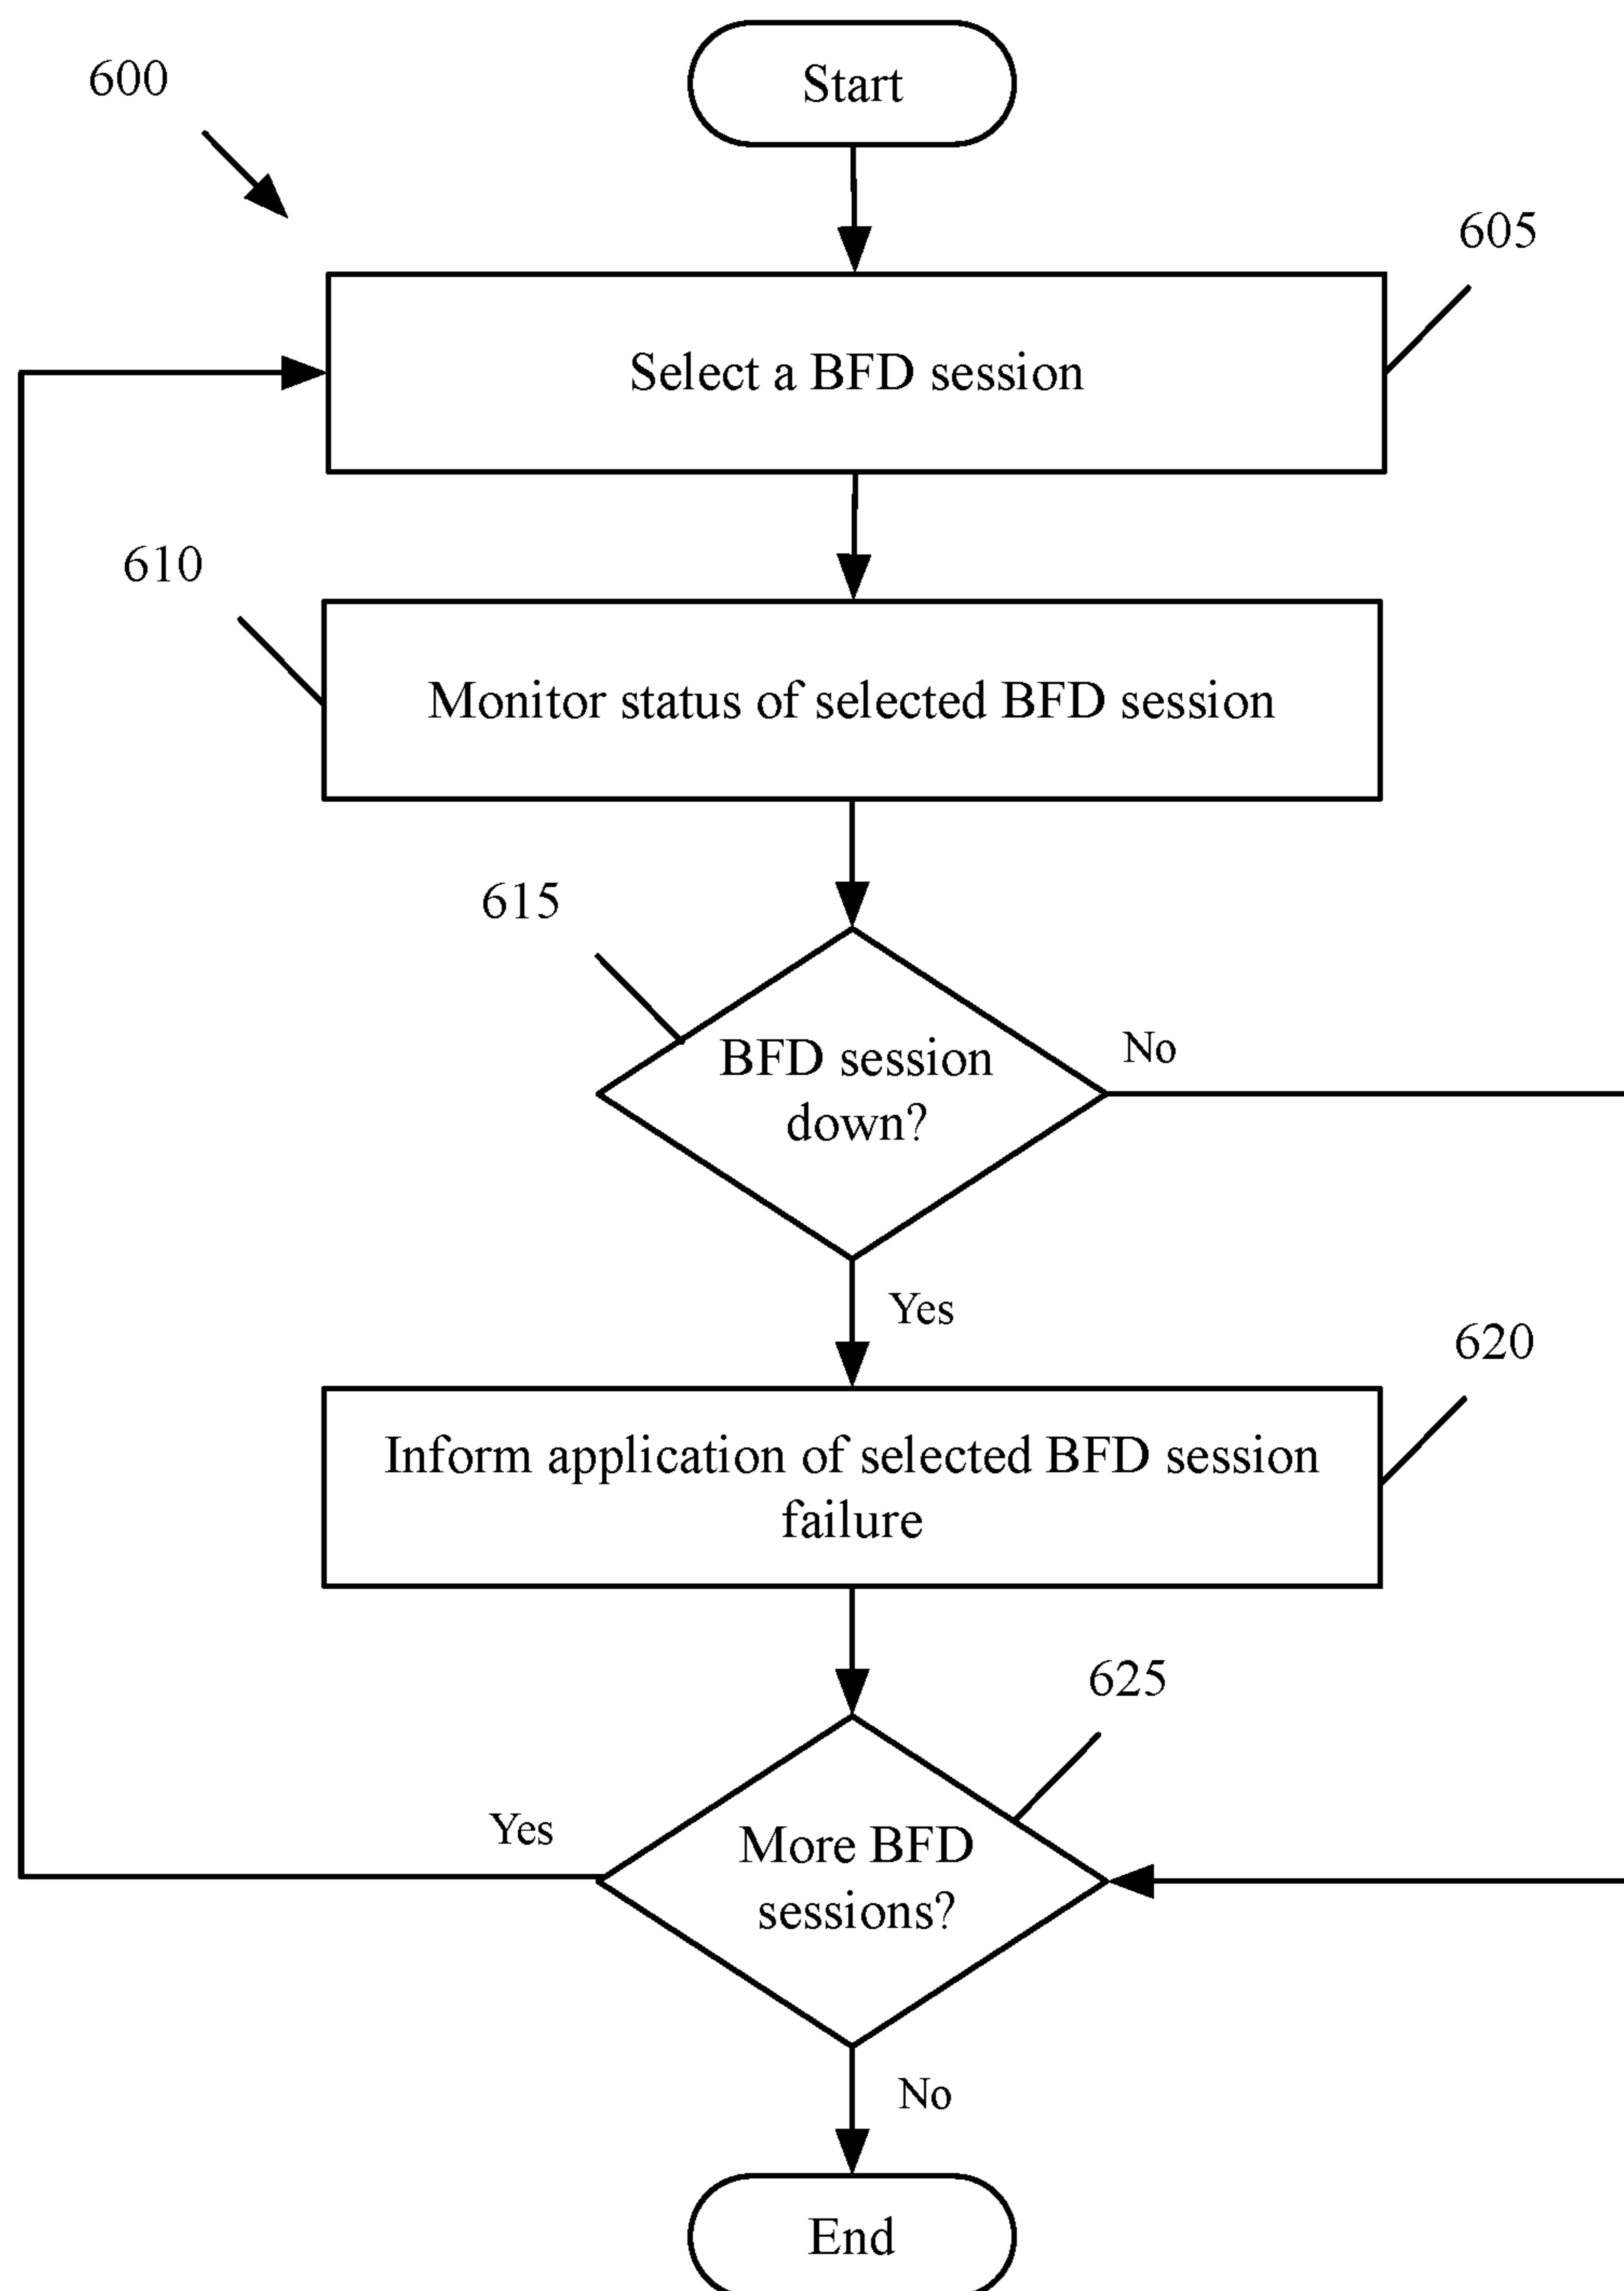 600
Start
605
Select a BFD session
610
Monitor status of selected BFD session
615
BFD session
down?
No
Yes
620
Inform application of selected BFD session
failure
625
More BFD
sessions?
Yes
No
End